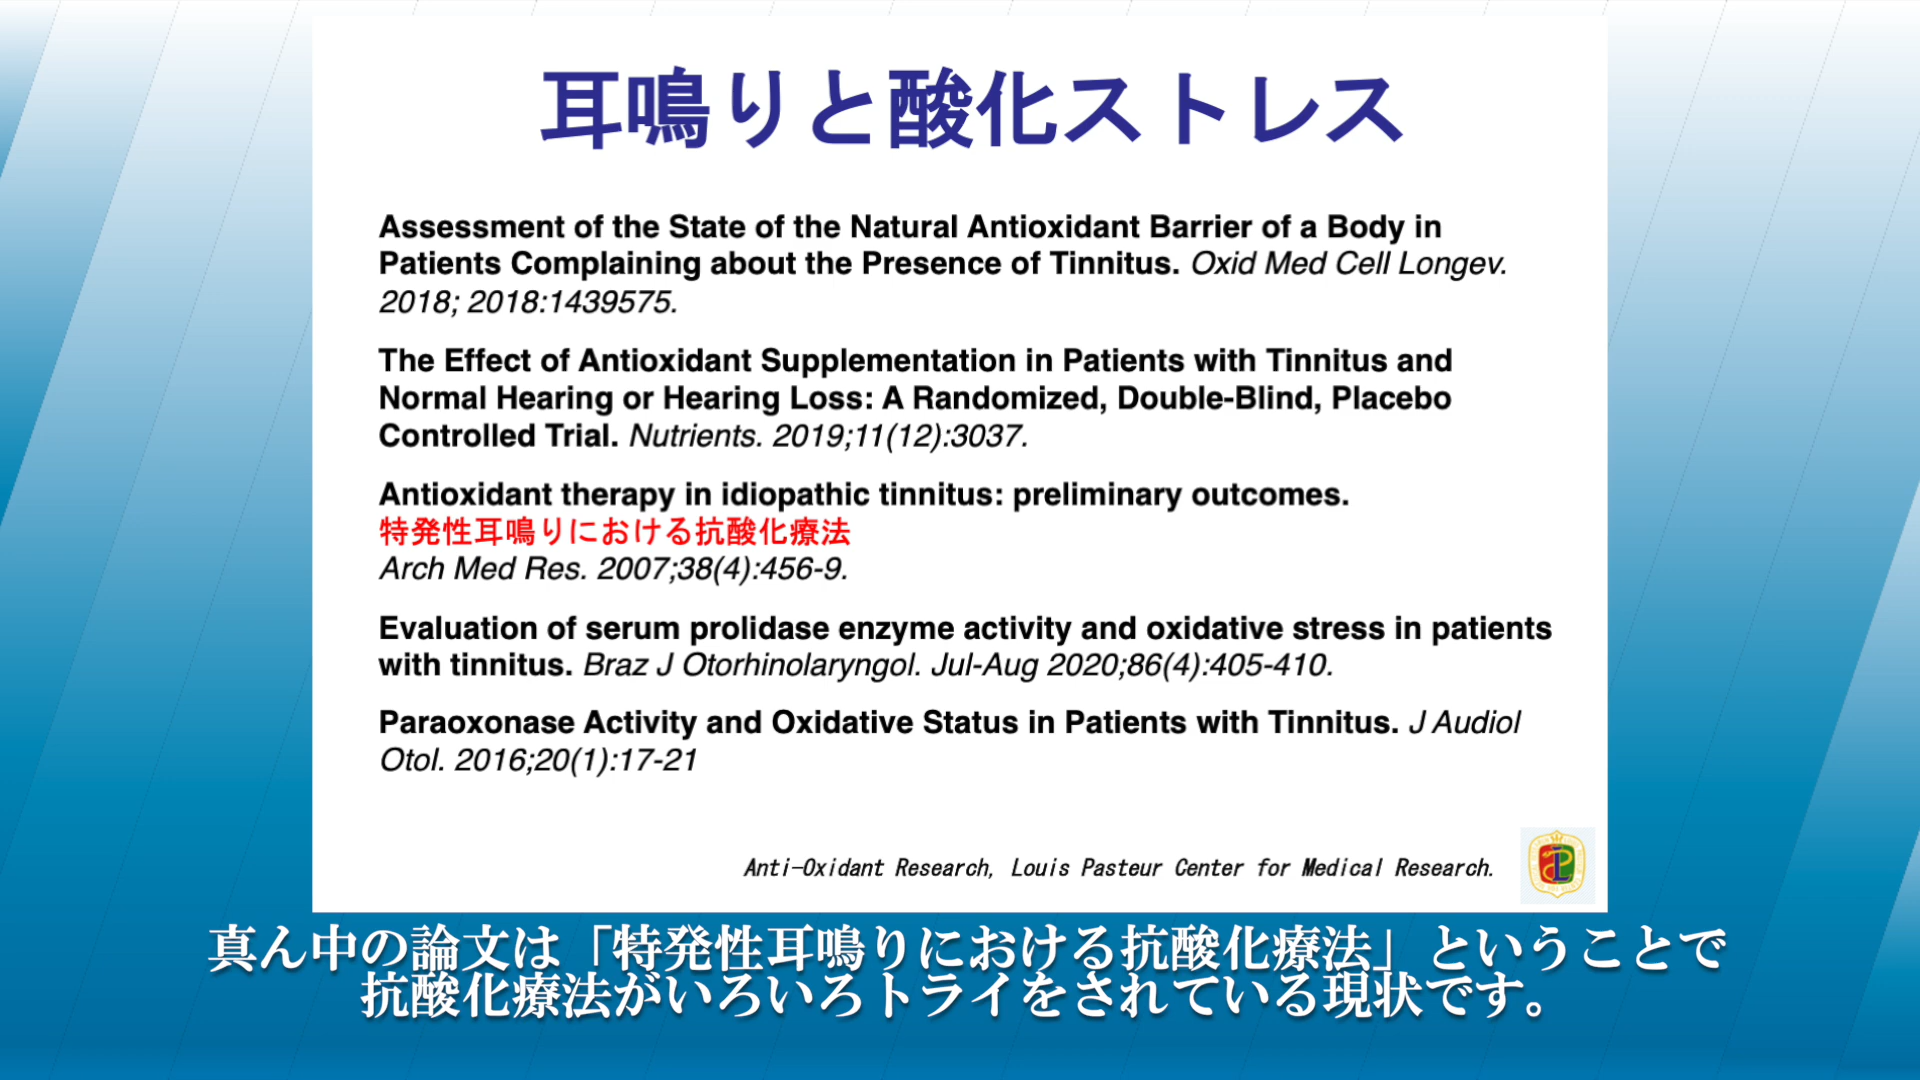 耳鳴りと酸化ストレス
Assessment of the State of the Natural Antioxidant Barrier of a Body in
Patients Complaining about the Presence of Tinnitus. Oxid Med Cell Longev.
2018; 2018:1439575.
The Effect of Antioxidant Supplementation in Patients with Tinnitus and
Normal Hearing or Hearing Loss: A Randomized, Double-Blind, Placebo
Controlled Trial. Nutrients. 2019;11(12):3037.
Antioxidant therapy in idiopathic tinnitus: preliminary outcomes.
特発性耳鳴りにおける抗酸化療法
Arch Med Res. 2007;38(4):456-9.
Evaluation of serum prolidase enzyme activity and oxidative stress in patients
with tinnitus. Braz J Otorhinolaryngol. Jul-Aug 2020;86(4):405-410.
Paraoxonase Activity and Oxidative Status in Patients with Tinnitus. J Audiol
Otol. 2016;20(1):17-21
Anti-Oxidant Research, Louis Pasteur Center for Medical Research.
真ん中の論文は「特発性耳鳴りにおける抗酸化療法」ということで
抗酸化療法がいろいろトライをされている現状です。